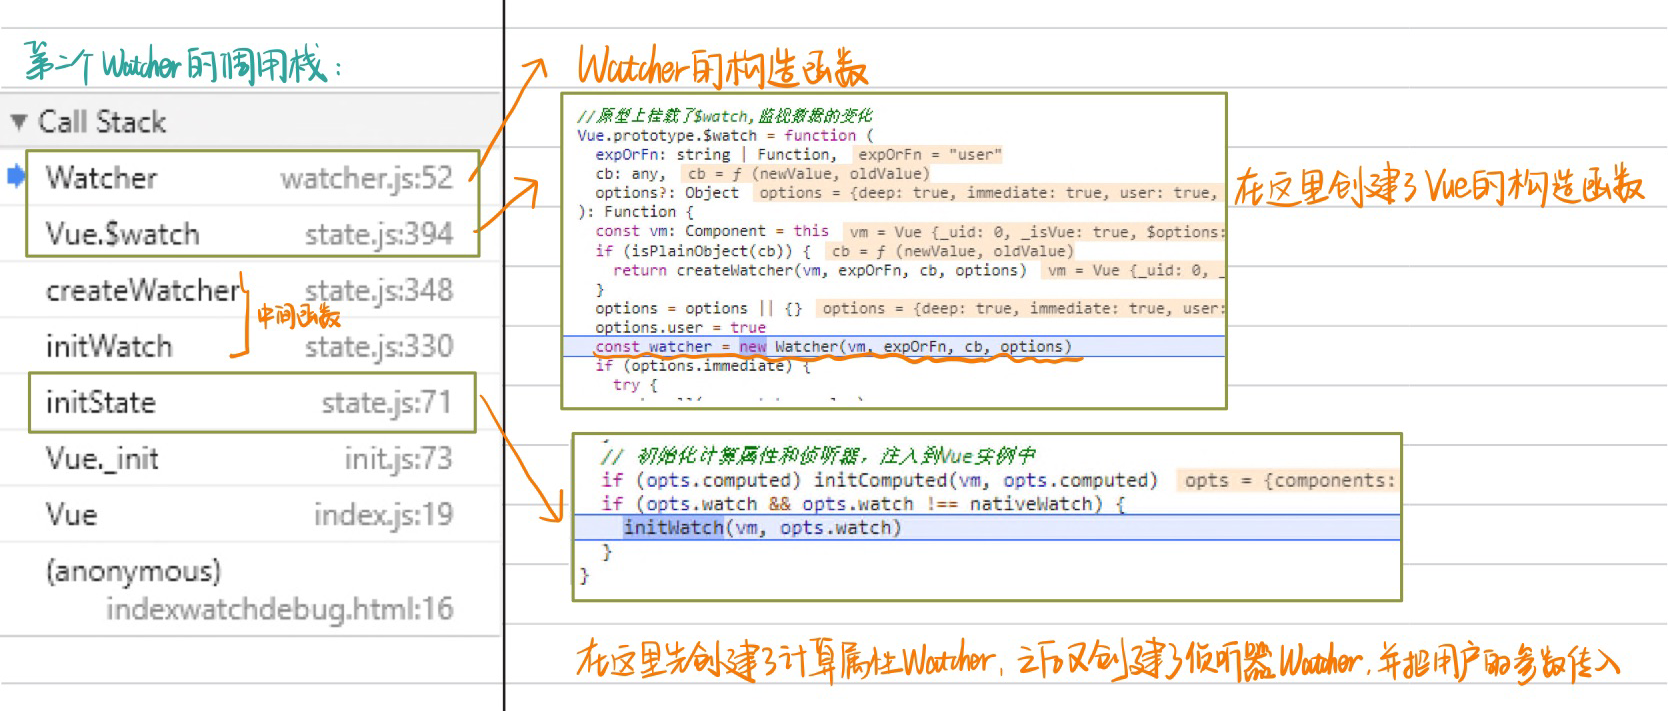 第二个Watcher的调用栈：
Call Stack
Watcher watcher.js:52
Vue.$watch state.js:394
createWatcher state.js:348
中间函数
initWatch state.js:330
initState state.js:71
Vue._init init.js:73
Vue index.js:19
(anonymous)
indexwatchdebug.html:16
Watcher的构造函数
//原型上挂载了$watch,监视数据的变化
Vue.prototype.$watch = function (
expOrFn: string | Function, expOrFn = "user"
cb: any, cb = ƒ (newValue, oldValue)
options?: Object options = {deep: true, immediate: true, user: true,
): Function {
const vm: Component = this vm = Vue {_uid: 0, _isVue: true, $options:
if (isPlainObject(cb)) { cb = ƒ (newValue, oldValue)
return createWatcher(vm, expOrFn, cb, options) vm = Vue {_uid: 0, _
}
options = options || {} options = {deep: true, immediate: true, user:
options.user = true
const watcher = new Watcher(vm, expOrFn, cb, options)
if (options.immediate) {
try {
在这里创建了Vue的构造函数
}
// 初始化计算属性和侦听器，注入到Vue实例中
if (opts.computed) initComputed(vm, opts.computed) opts = {components:
if (opts.watch && opts.watch !== nativeWatch) {
initWatch(vm, opts.watch)
}
}
在这里先创建了计算属性Watcher，之后又创建了侦听器Watcher，并把用户的参数传入